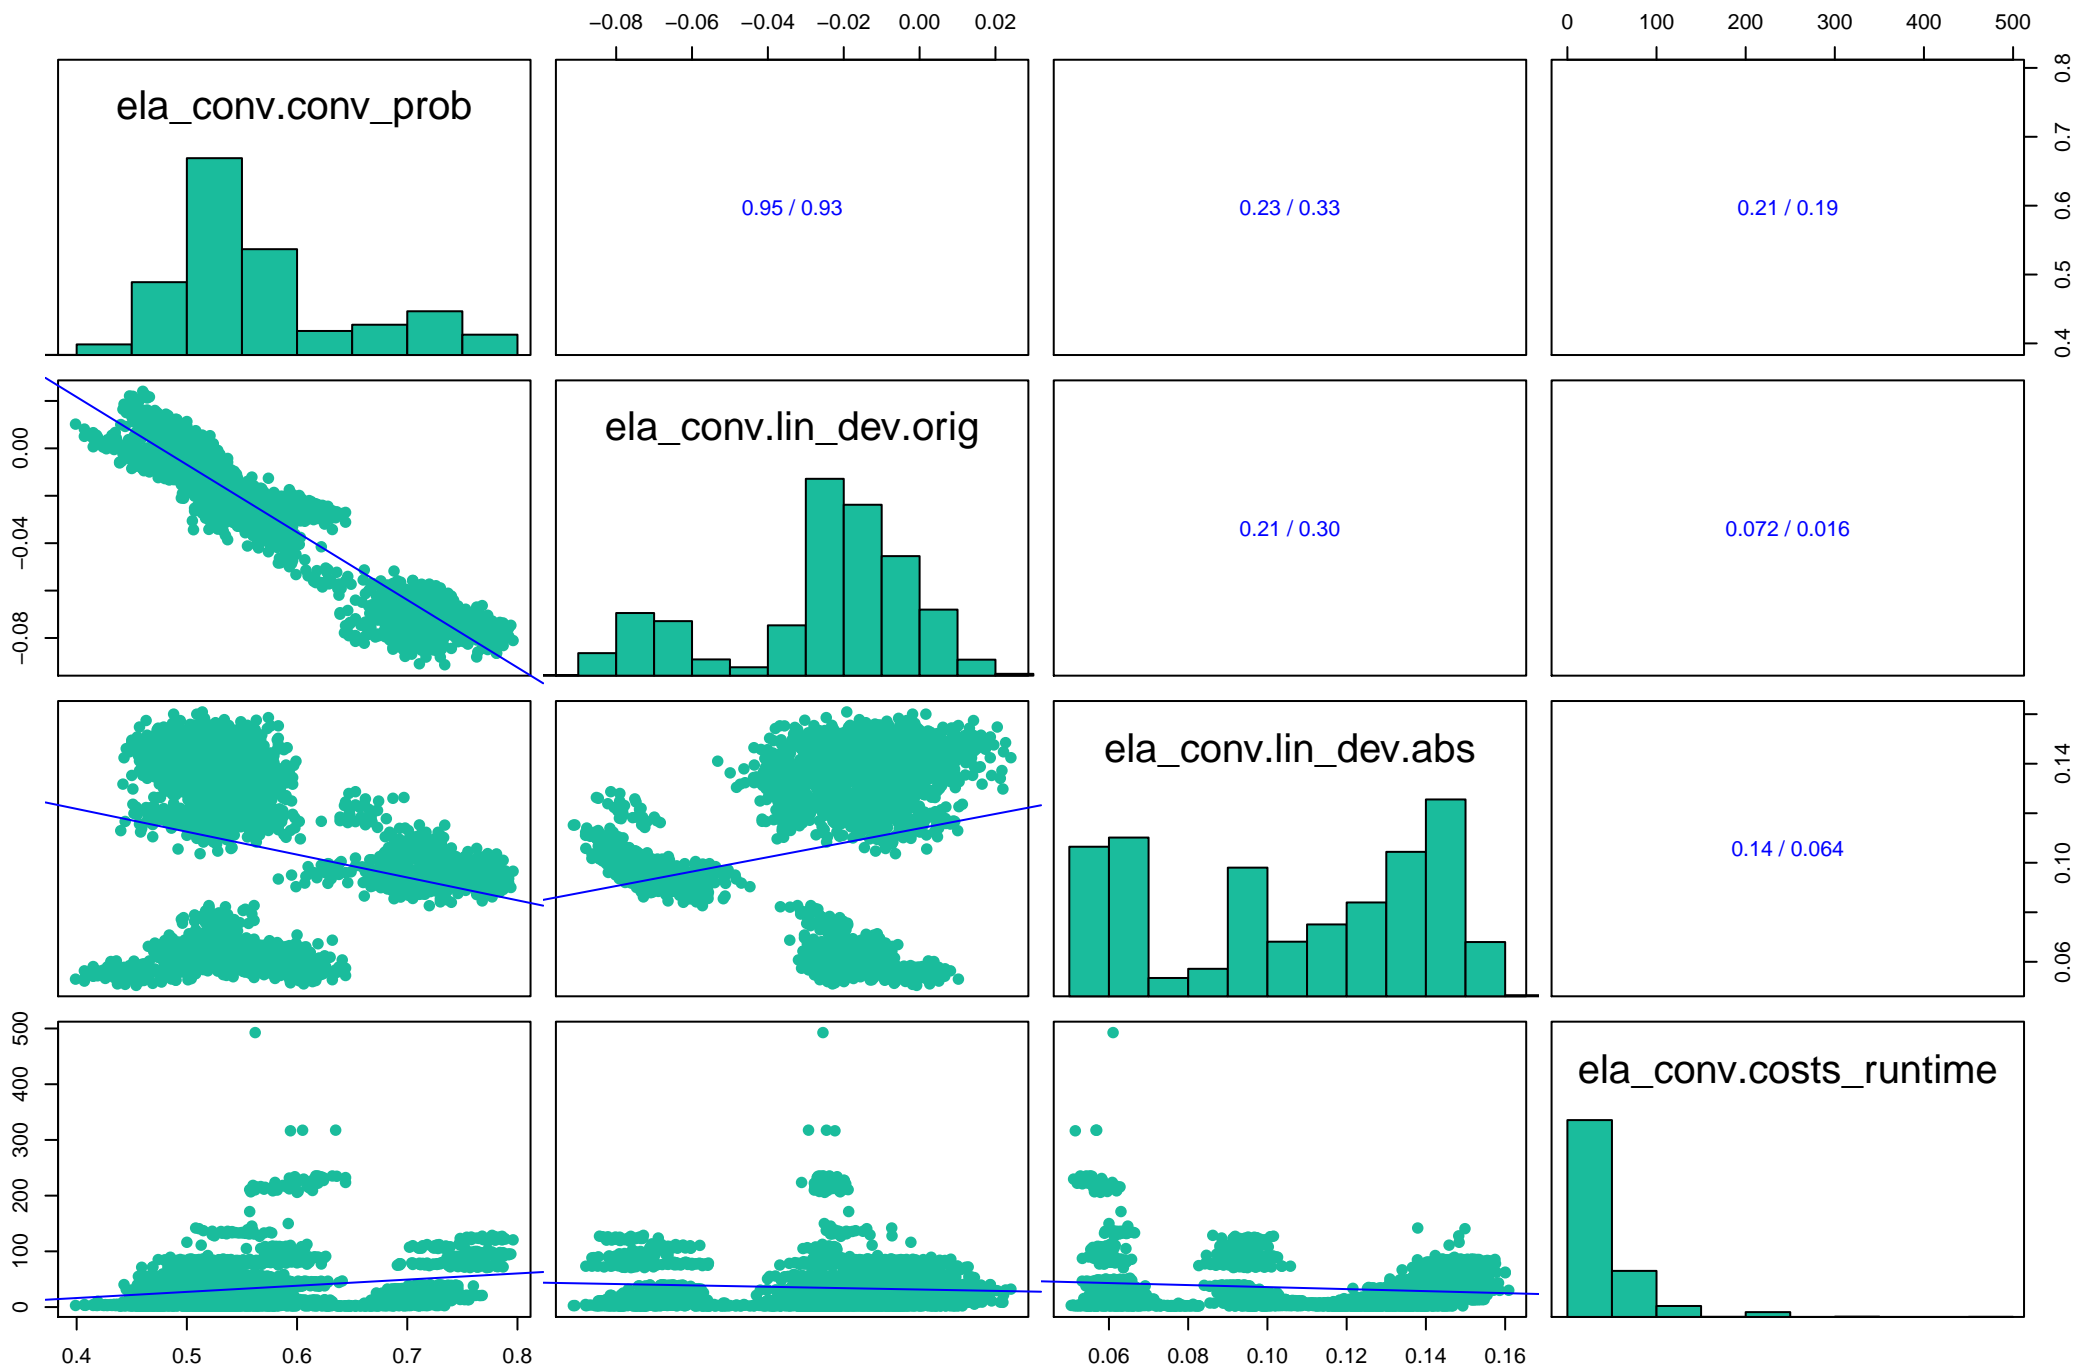 −0.08 −0.06 −0.04 −0.02 0.00 0.02
0 100 200 300 400 500
ela_conv.conv_prob
0.95 / 0.93
0.23 / 0.33
0.21 / 0.19
0.4 0.5 0.6 0.7 0.8
−0.08 −0.04 0.00
ela_conv.lin_dev.orig
0.21 / 0.30
0.072 / 0.016
ela_conv.lin_dev.abs
0.14 / 0.064
0.06 0.10 0.14
0 100 200 300 400 500
ela_conv.costs_runtime
0.4 0.5 0.6 0.7 0.8
0.06 0.08 0.10 0.12 0.14 0.16